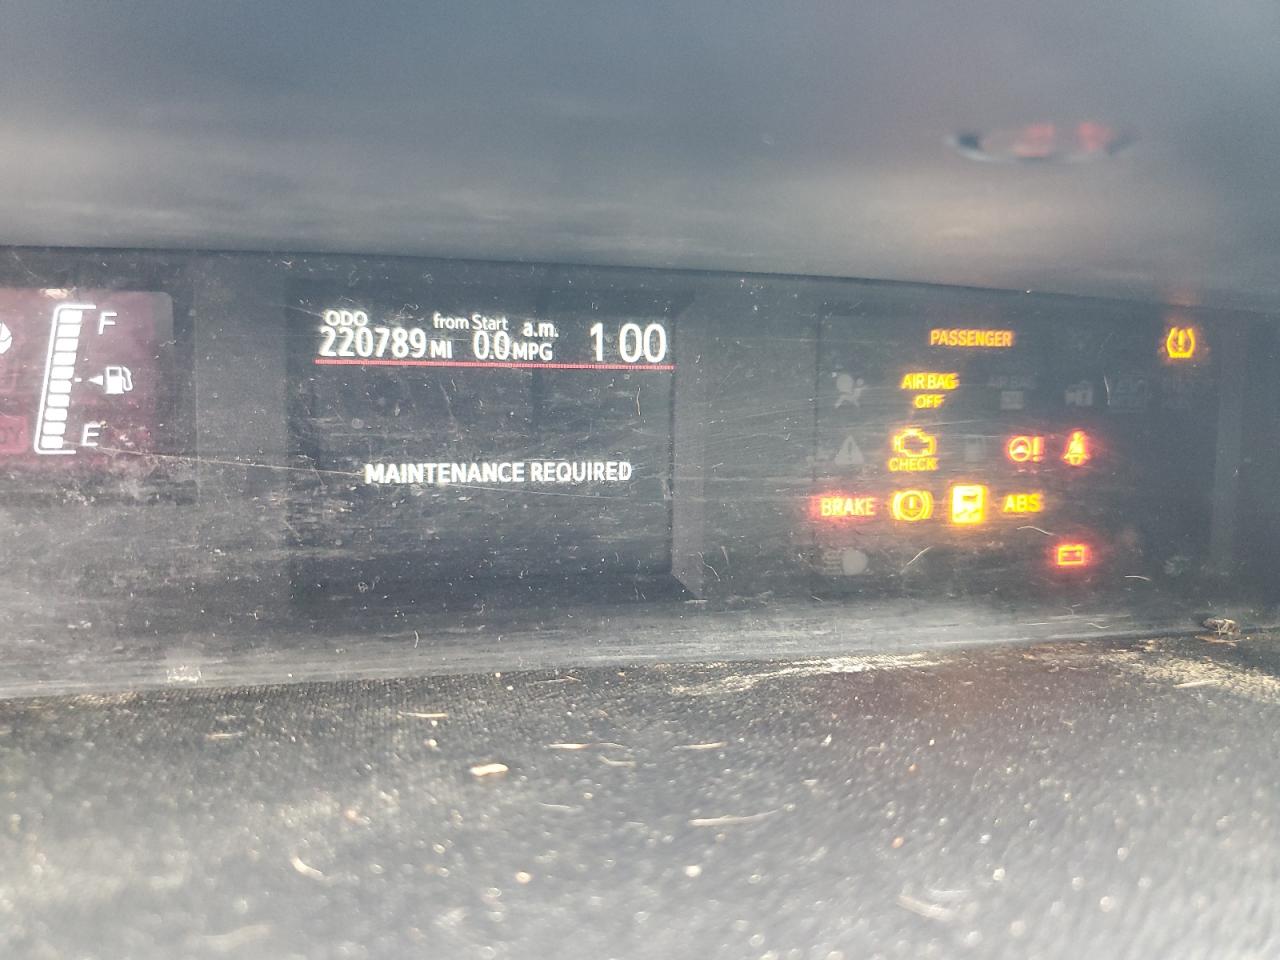 F
E
ODO from Start a.m. 1 00
220789 MI 0.0 MPG
MAINTENANCE REQUIRED
PASSENGER
AIR BAG
OFF
CHECK
BRAKE ABS